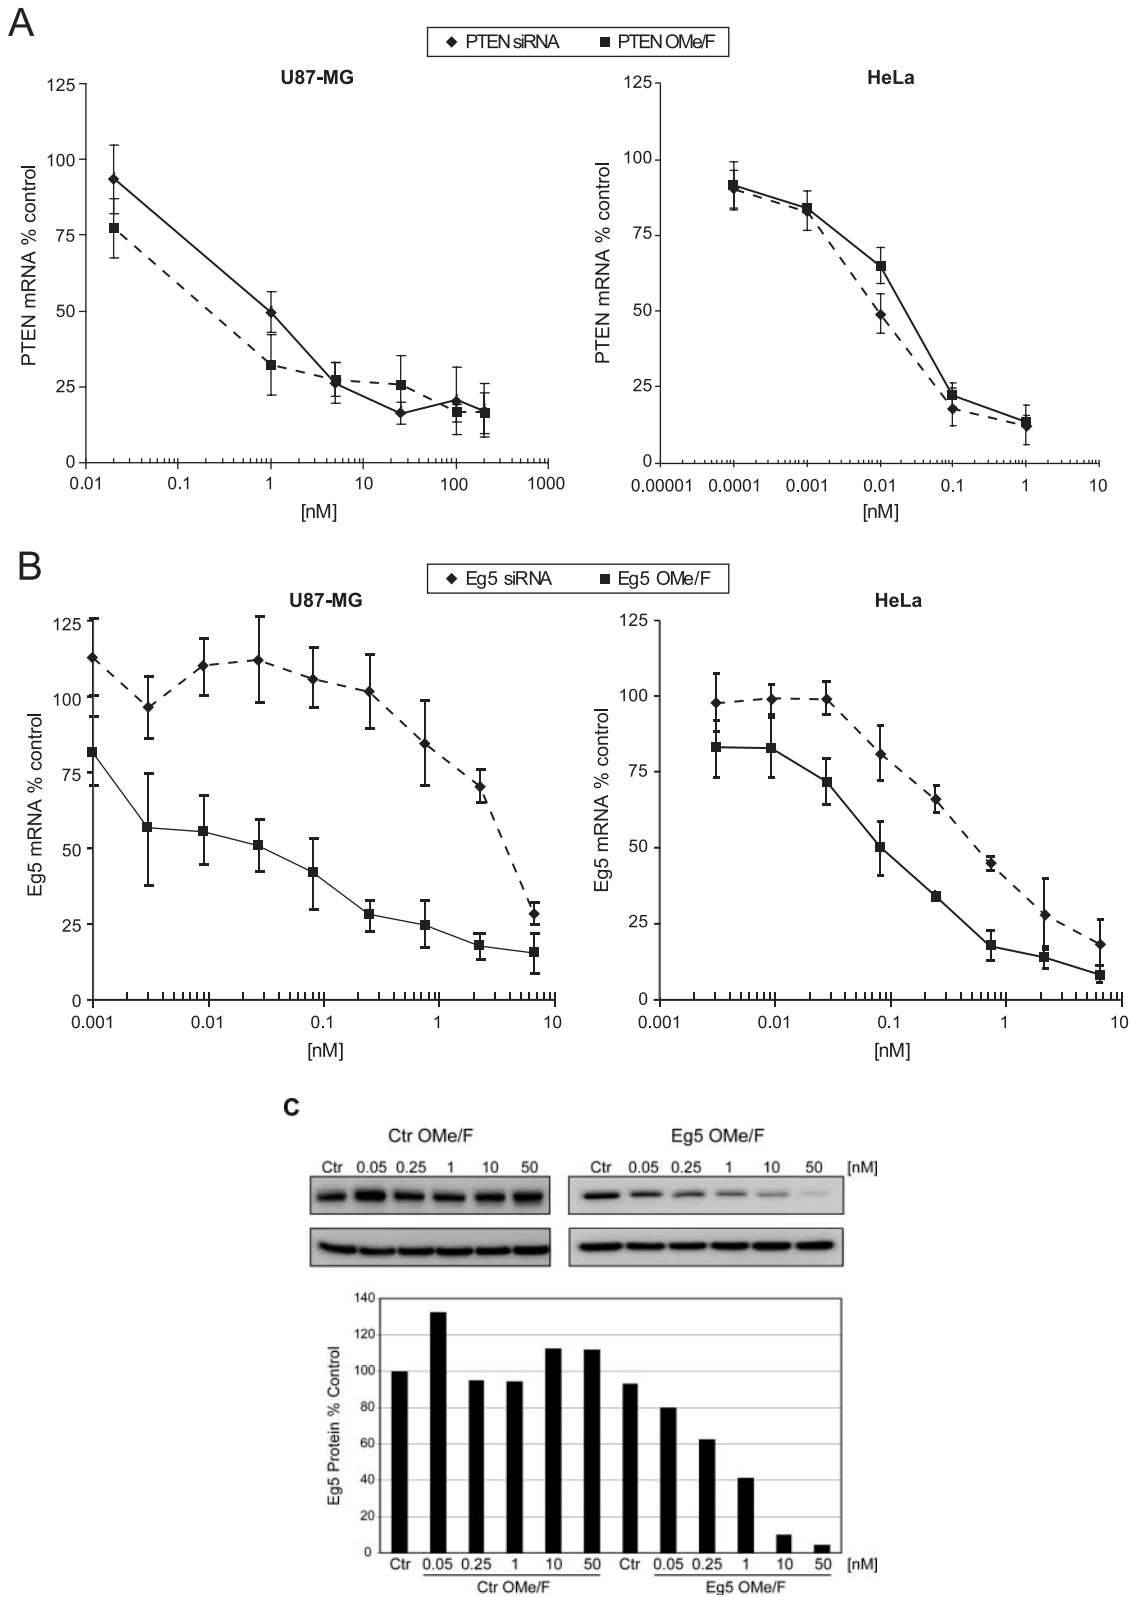 A
PTEN siRNA PTEN OMe/F
U87-MG HeLa
PTEN mRNA % control
125
100
75
50
25
0
0.01 0.1 1 10 100 1000
[nM]
PTEN mRNA % control
125
100
75
50
25
0
0.00001 0.0001 0.001 0.01 0.1 1 10
[nM]
B
Eg5 siRNA Eg5 OMe/F
U87-MG HeLa
Eg5 mRNA % control
125
100
75
50
25
0
0.001 0.01 0.1 1 10
[nM]
Eg5 mRNA % control
125
100
75
50
25
0
0.001 0.01 0.1 1 10
[nM]
C
Ctr OMe/F Eg5 OMe/F
Ctr 0.05 0.25 1 10 50 Ctr 0.05 0.25 1 10 50 [nM]
Eg5 Protein % Control
140
120
100
80
60
40
20
0
Ctr 0.05 0.25 1 10 50 Ctr 0.05 0.25 1 10 50 [nM]
Ctr OMe/F Eg5 OMe/F